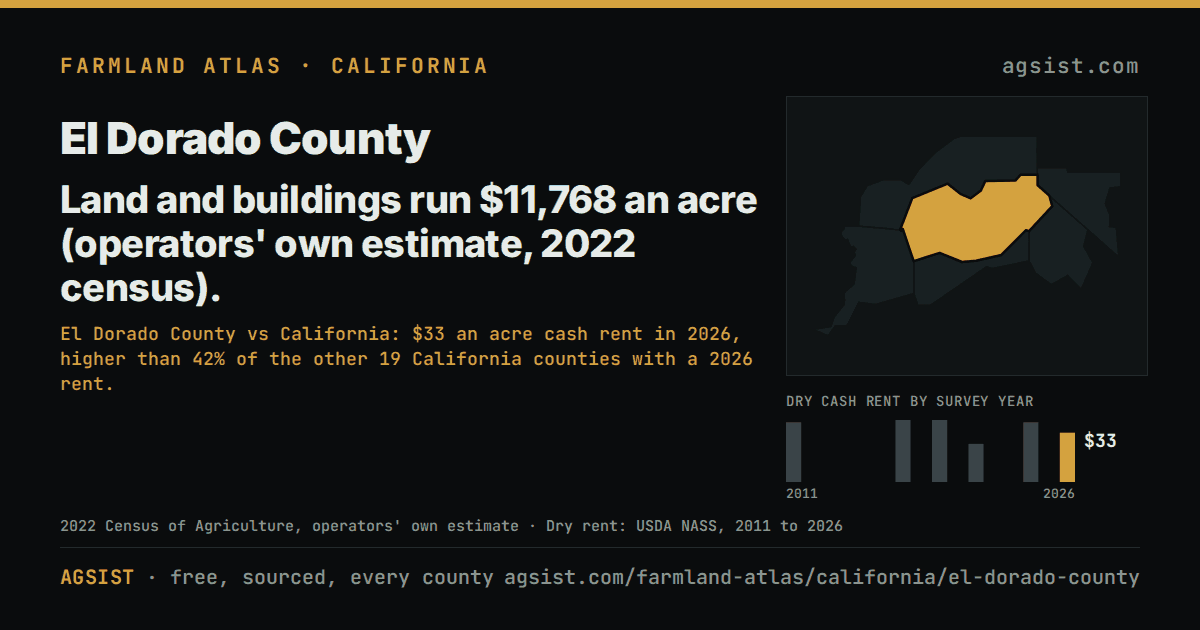 FARMLAND ATLAS · CALIFORNIA
agsist.com
El Dorado County
Land and buildings run $11,768 an acre
(operators' own estimate, 2022
census).
El Dorado County vs California: $33 an acre cash rent in 2026,
higher than 42% of the other 19 California counties with a 2026
rent.
DRY CASH RENT BY SURVEY YEAR
$33
2011
2026
2022 Census of Agriculture, operators' own estimate · Dry rent: USDA NASS, 2011 to 2026
AGSIST · free, sourced, every county
agsist.com/farmland-atlas/california/el-dorado-county